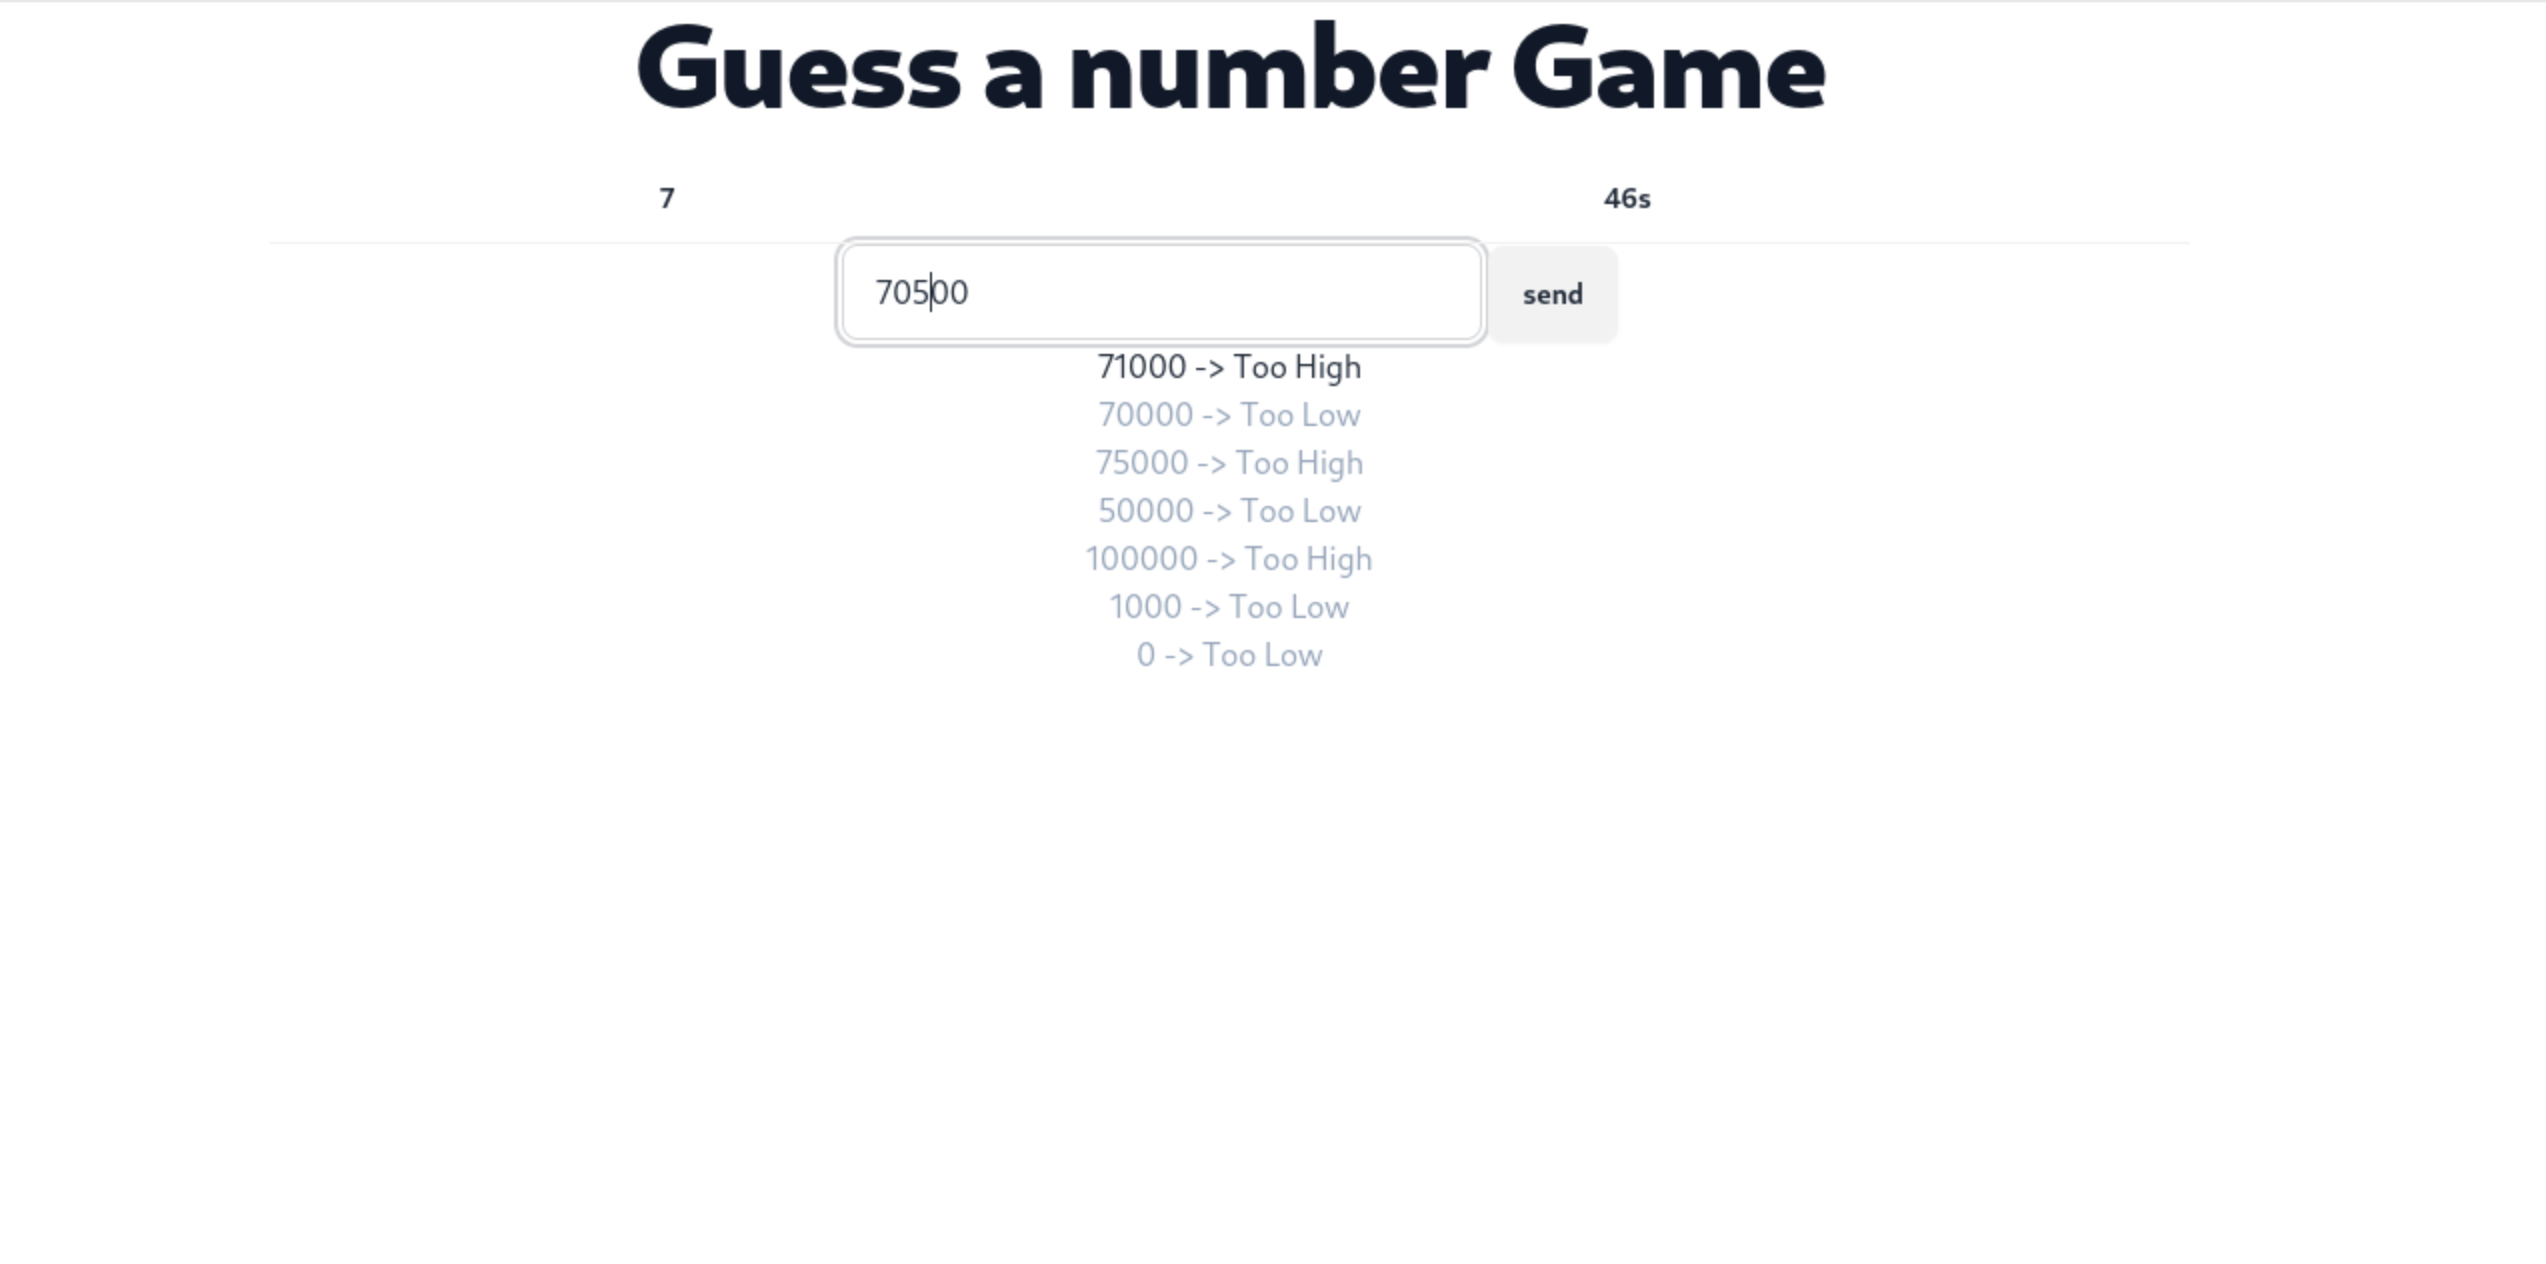 Guess a number Game
7 46s
70500 send
71000 -> Too High
70000 -> Too Low
75000 -> Too High
50000 -> Too Low
100000 -> Too High
1000 -> Too Low
0 -> Too Low